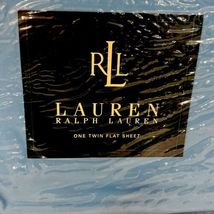 RLL
LAUREN
RALPH LAUREN
ONE TWIN FLAT SHEET